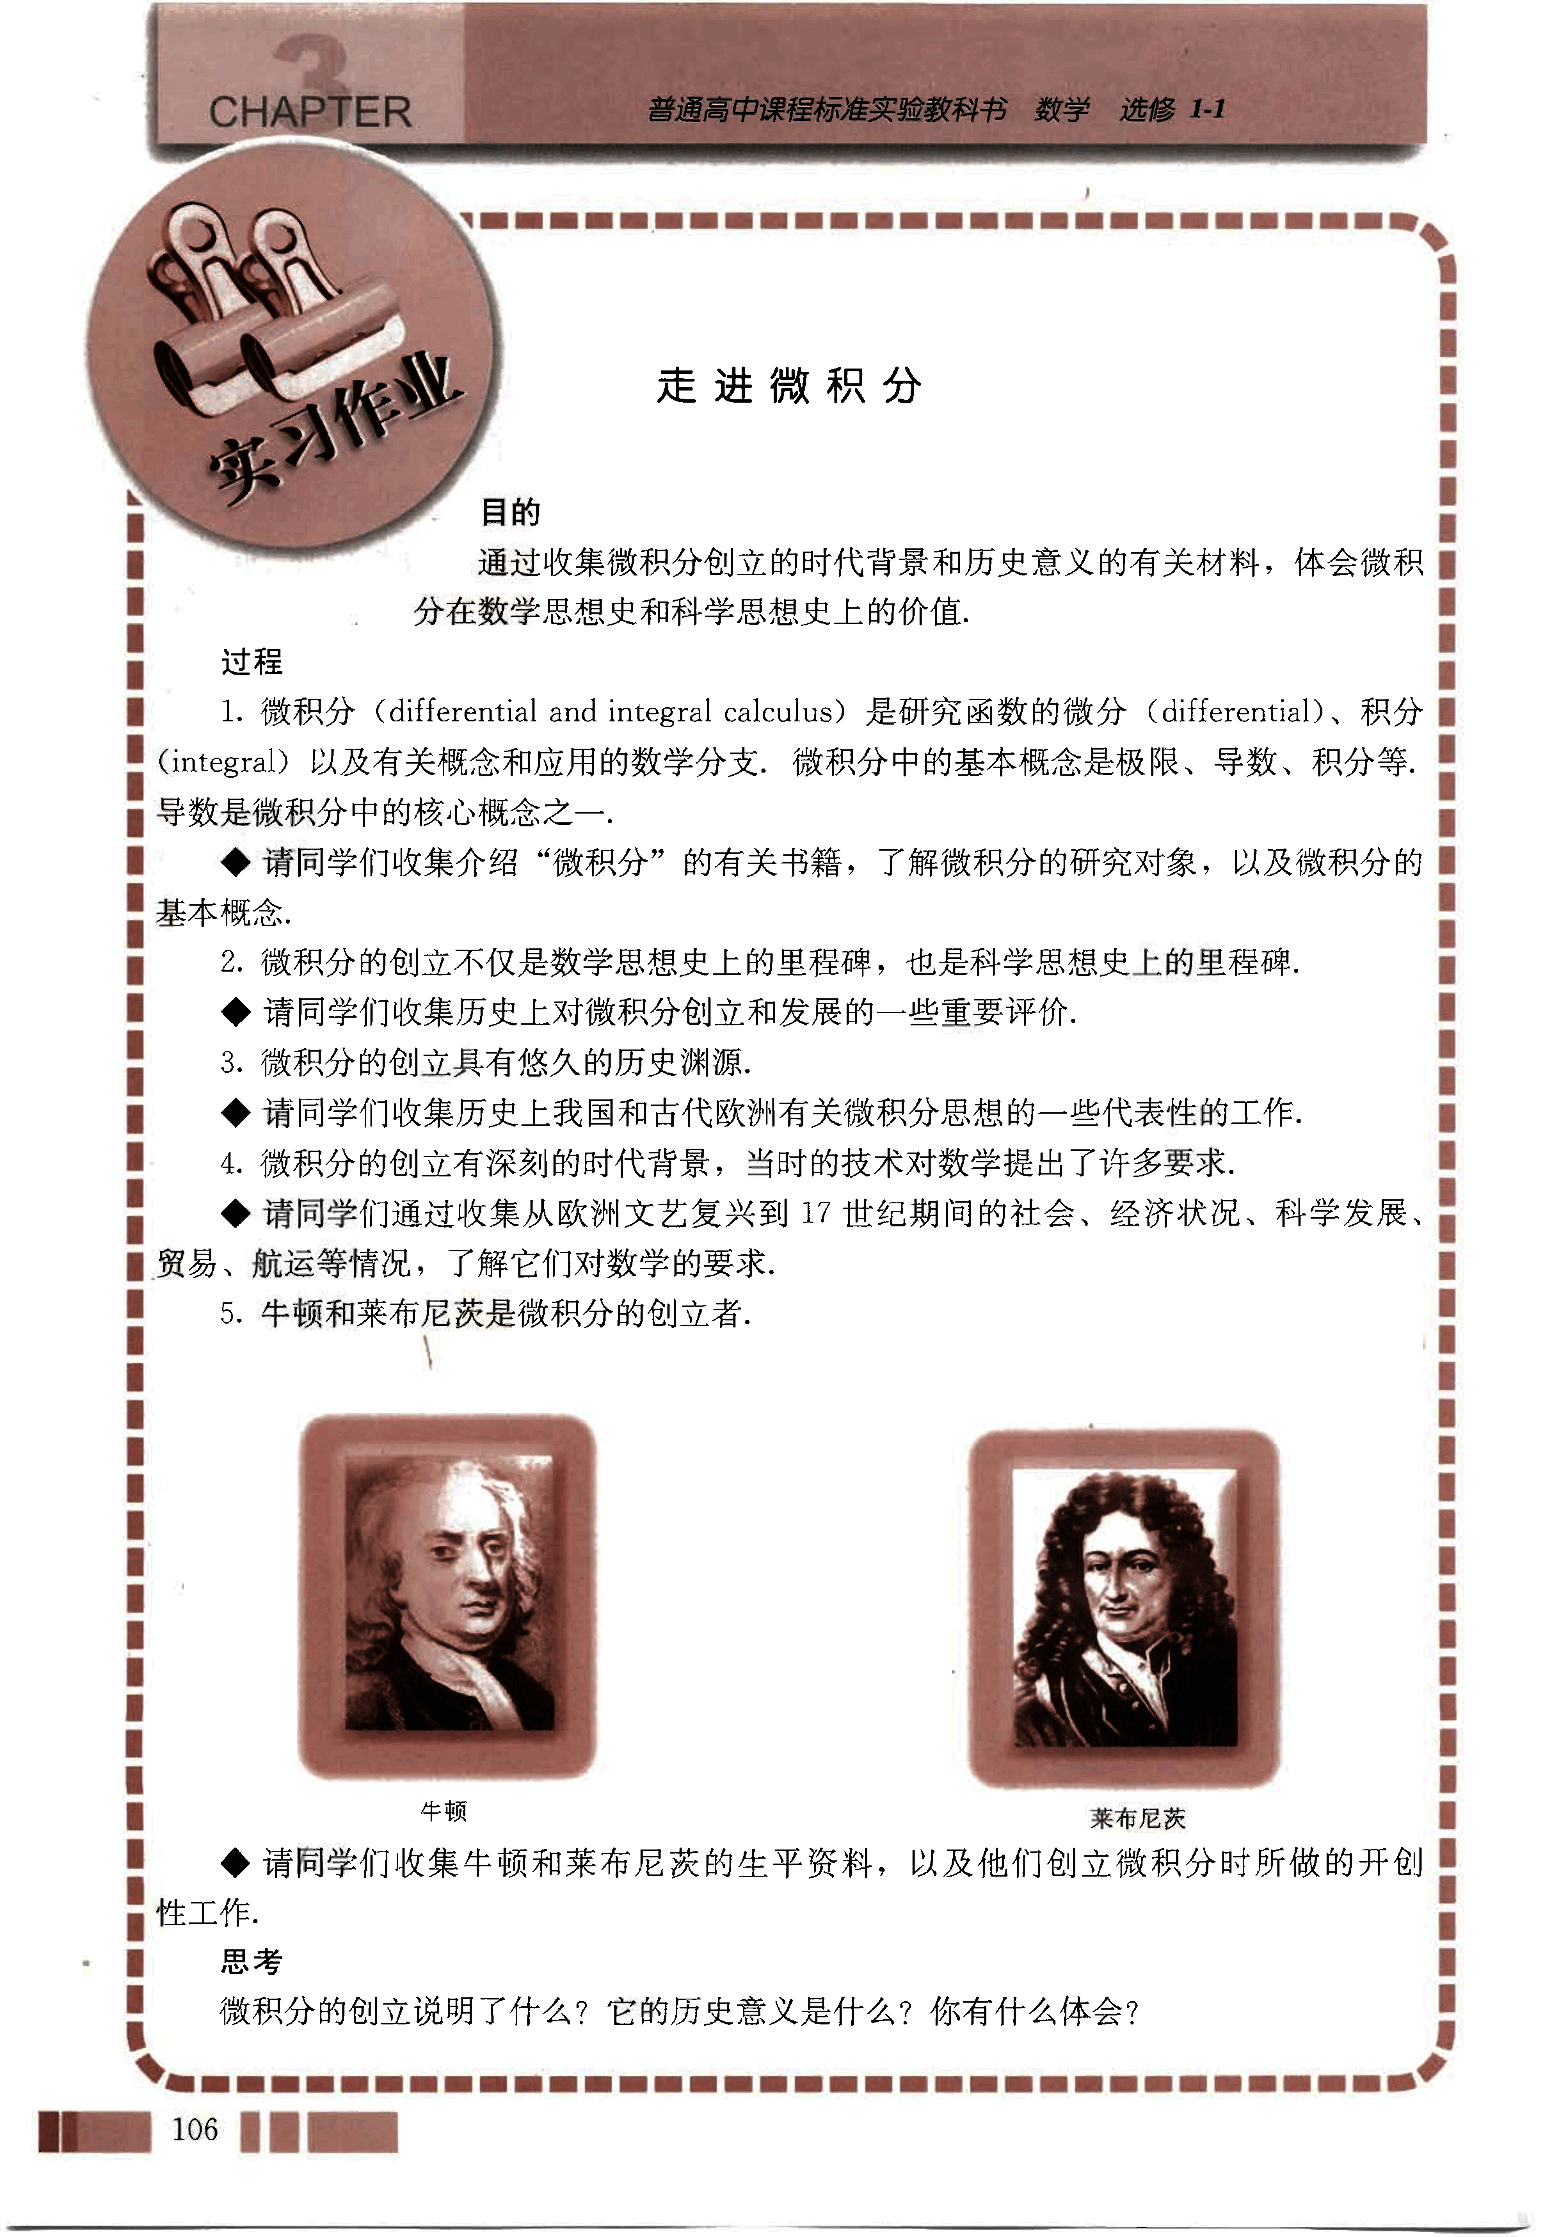 3
CHAPTER
普通高中课程标准实验教科书 数学 选修 1-1
实习作业
走进微积分
目的
通过收集微积分创立的时代背景和历史意义的有关材料，体会微积
分在数学思想史和科学思想史上的价值.
过程
1. 微积分（differential and integral calculus）是研究函数的微分（differential）、积分
(integral）以及有关概念和应用的数学分支. 微积分中的基本概念是极限、导数、积分等.
导数是微积分中的核心概念之一.
◆ 请同学们收集介绍“微积分”的有关书籍，了解微积分的研究对象，以及微积分的
基本概念.
2. 微积分的创立不仅是数学思想史上的里程碑，也是科学思想史上的里程碑.
◆ 请同学们收集历史上对微积分创立和发展的一些重要评价.
3. 微积分的创立具有悠久的历史渊源.
◆ 请同学们收集历史上我国和古代欧洲有关微积分思想的一些代表性的工作.
4. 微积分的创立有深刻的时代背景，当时的技术对数学提出了许多要求.
◆ 请同学们通过收集从欧洲文艺复兴到 17 世纪期间的社会、经济状况、科学发展、
贸易、航运等情况，了解它们对数学的要求.
5. 牛顿和莱布尼茨是微积分的创立者.
牛顿
莱布尼茨
◆ 请同学们收集牛顿和莱布尼茨的生平资料，以及他们创立微积分时所做的开创
性工作.
思考
微积分的创立说明了什么？它的历史意义是什么？你有什么体会？
106